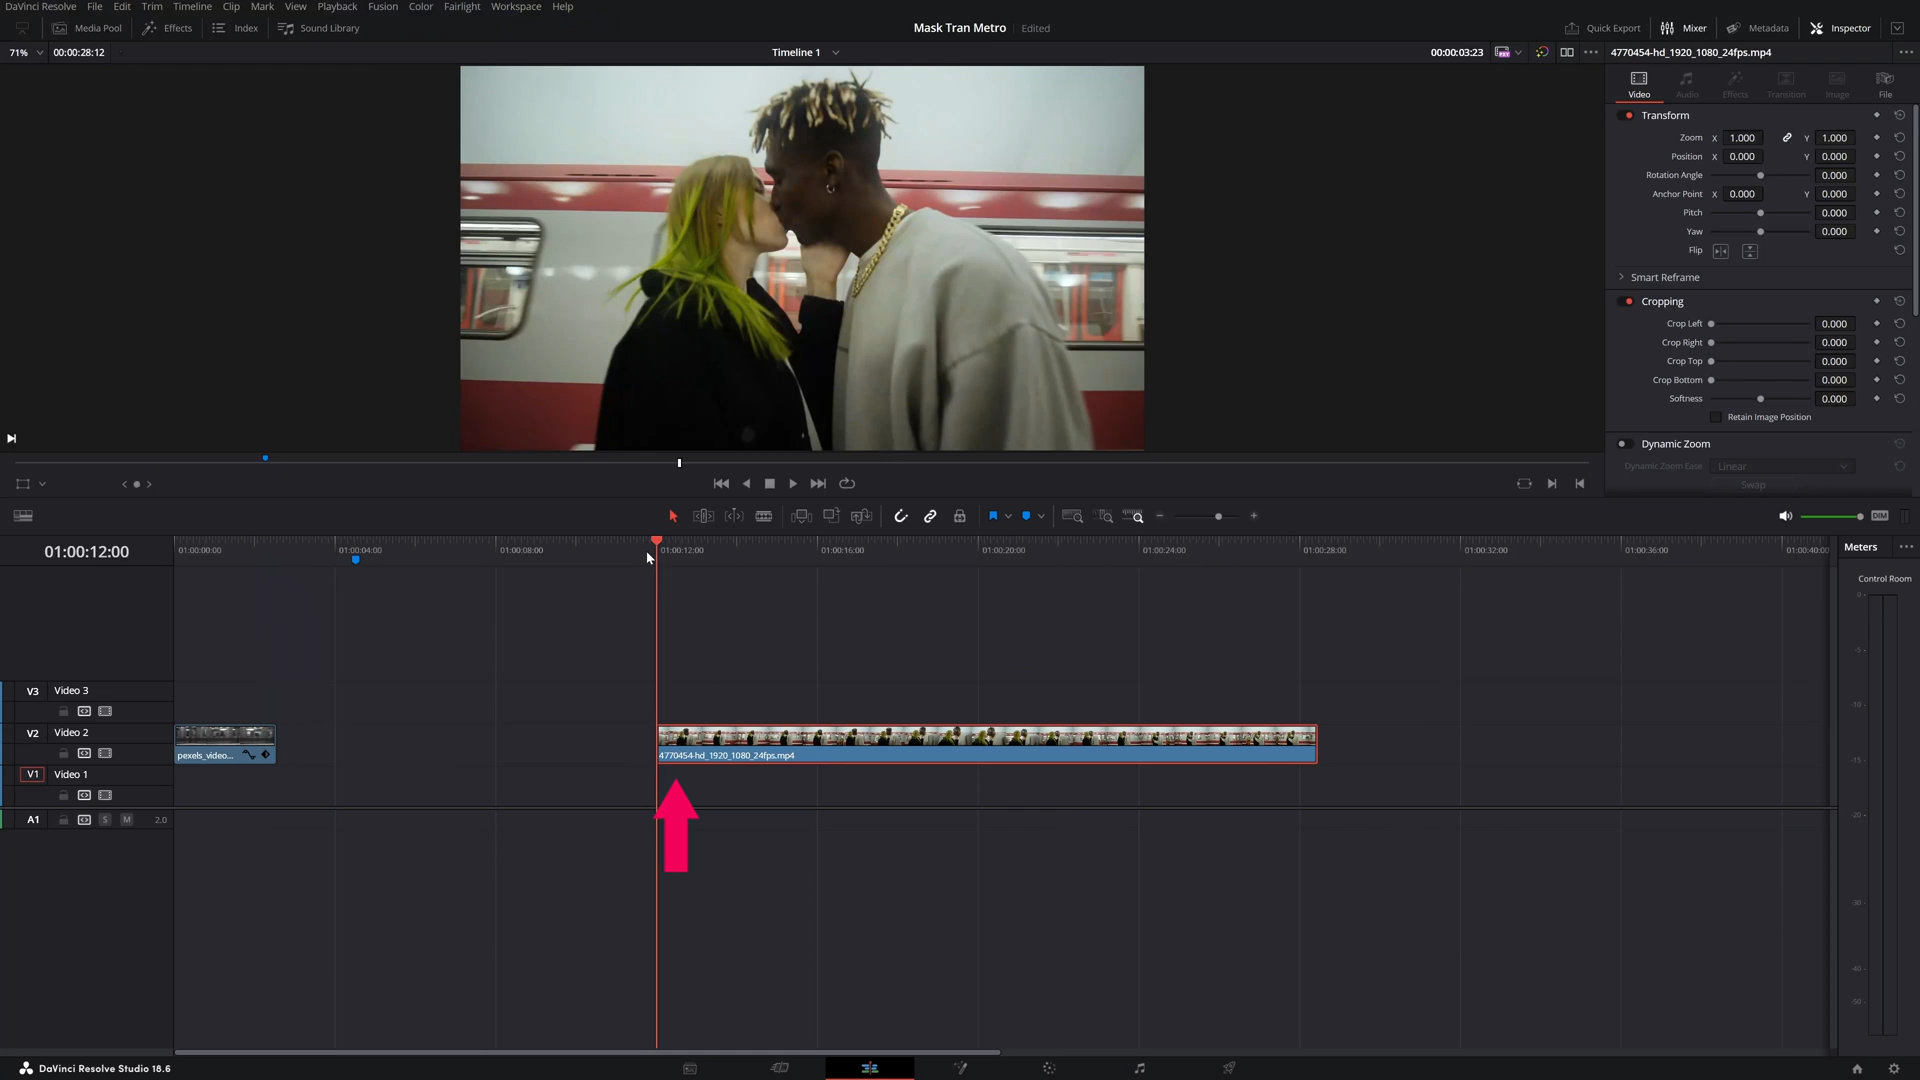 DaVinci Resolve File Edit Trim Timeline Clip Mark View Playback Fusion Color Fairlight Workspace Help
Media Pool Effects Index Sound Library Mask Tran Metro Edited Quick Export Mixer Metadata Inspector
71% 00:00:28:12 Timeline 1 00:00:03:23 4770454-hd_1920_1080_24fps.mp4
Video Audio Effects Transition Image File
Transform
Zoom X 1.000 Y 1.000
Position X 0.000 Y 0.000
Rotation Angle 0.000
Anchor Point X 0.000 Y 0.000
Pitch 0.000
Yaw 0.000
Flip
Smart Reframe
Cropping
Crop Left 0.000
Crop Right 0.000
Crop Top 0.000
Crop Bottom 0.000
Softness 0.000
Retain Image Position
Dynamic Zoom
Dynamic Zoom Ease Linear
Swap
DIM
01:00:12:00
01:00:00:00 01:00:04:00 01:00:08:00 01:00:12:00 01:00:16:00 01:00:20:00 01:00:24:00 01:00:28:00 01:00:32:00 01:00:36:00 01:00:40:00
Meters
Control Room
0
-5
-10
-15
-20
-30
-40
-50
V3 Video 3
V2 Video 2
pexels_video... 4770454-hd_1920_1080_24fps.mp4
V1 Video 1
A1 S M 2.0
DaVinci Resolve Studio 18.6